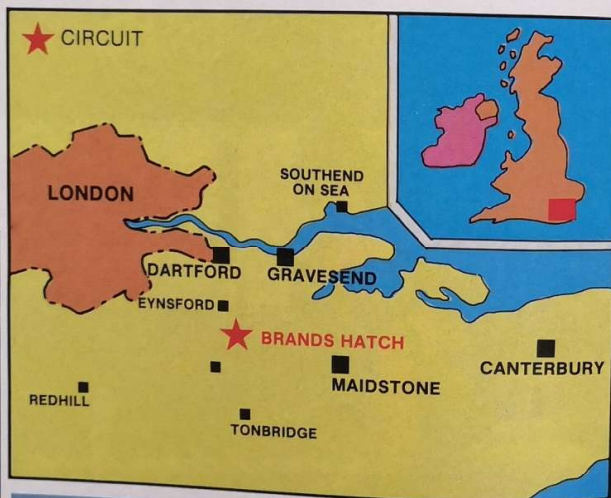 CIRCUIT
LONDON
SOUTHEND
ON SEA
DARTFORD
GRAVESEND
EYNSFORD
BRANDS HATCH
CANTERBURY
MAIDSTONE
REDHILL
TONBRIDGE